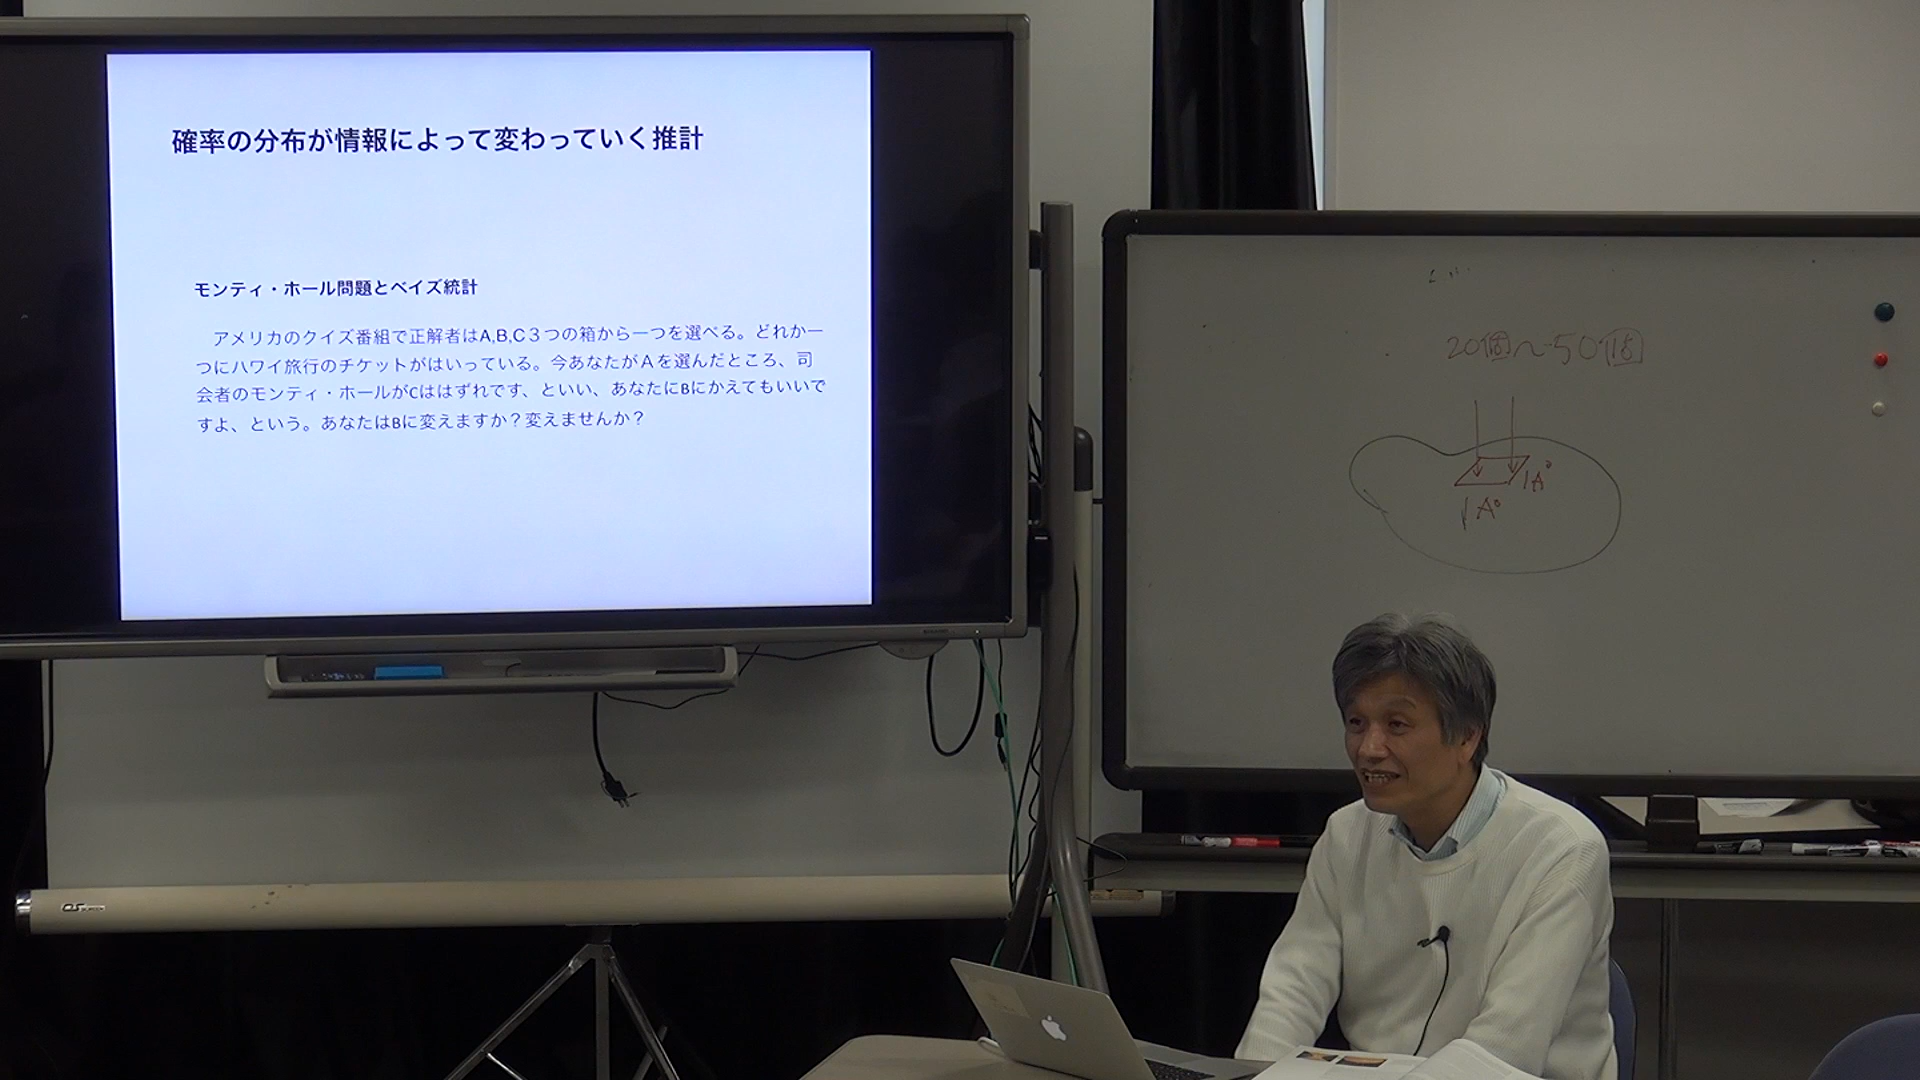 確率の分布が情報によって変わっていく推計
モンティ・ホール問題とベイズ統計
アメリカのクイズ番組で正解者はA,B,C３つの箱から一つを選べる。どれか一
つにハワイ旅行のチケットがはいっている。今あなたがAを選んだところ、司
会者のモンティ・ホールがCははずれです、といい、あなたにBにかえてもいいで
すよ、という。あなたはBに変えますか？変えませんか？
20個〜50個
1A°
1A°
OS